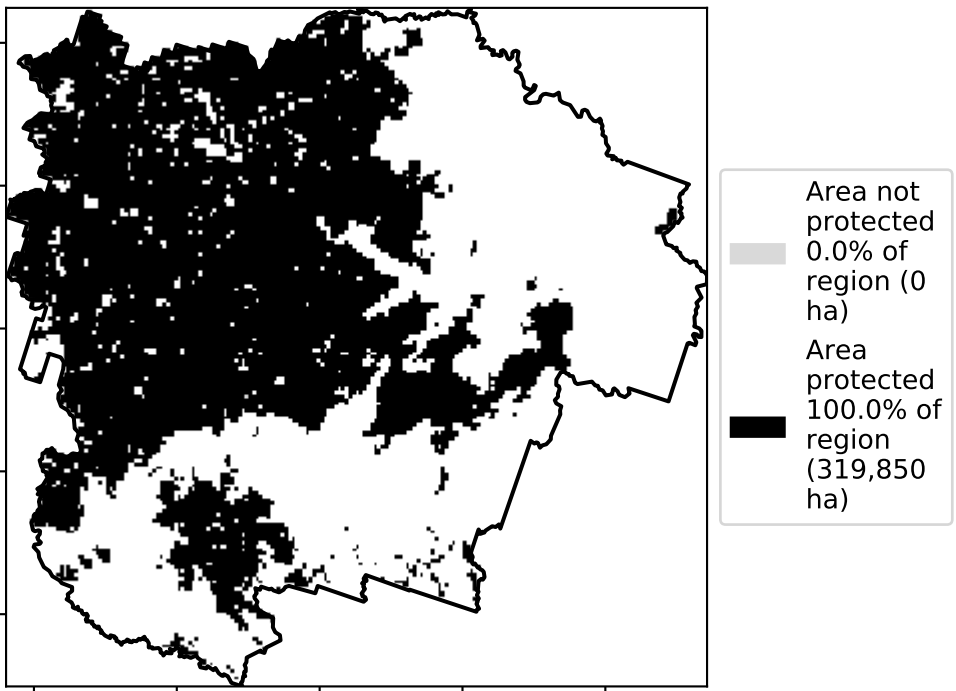 Area not
protected
0.0% of
region (0
ha)
Area
protected
100.0% of
region
(319,850
ha)